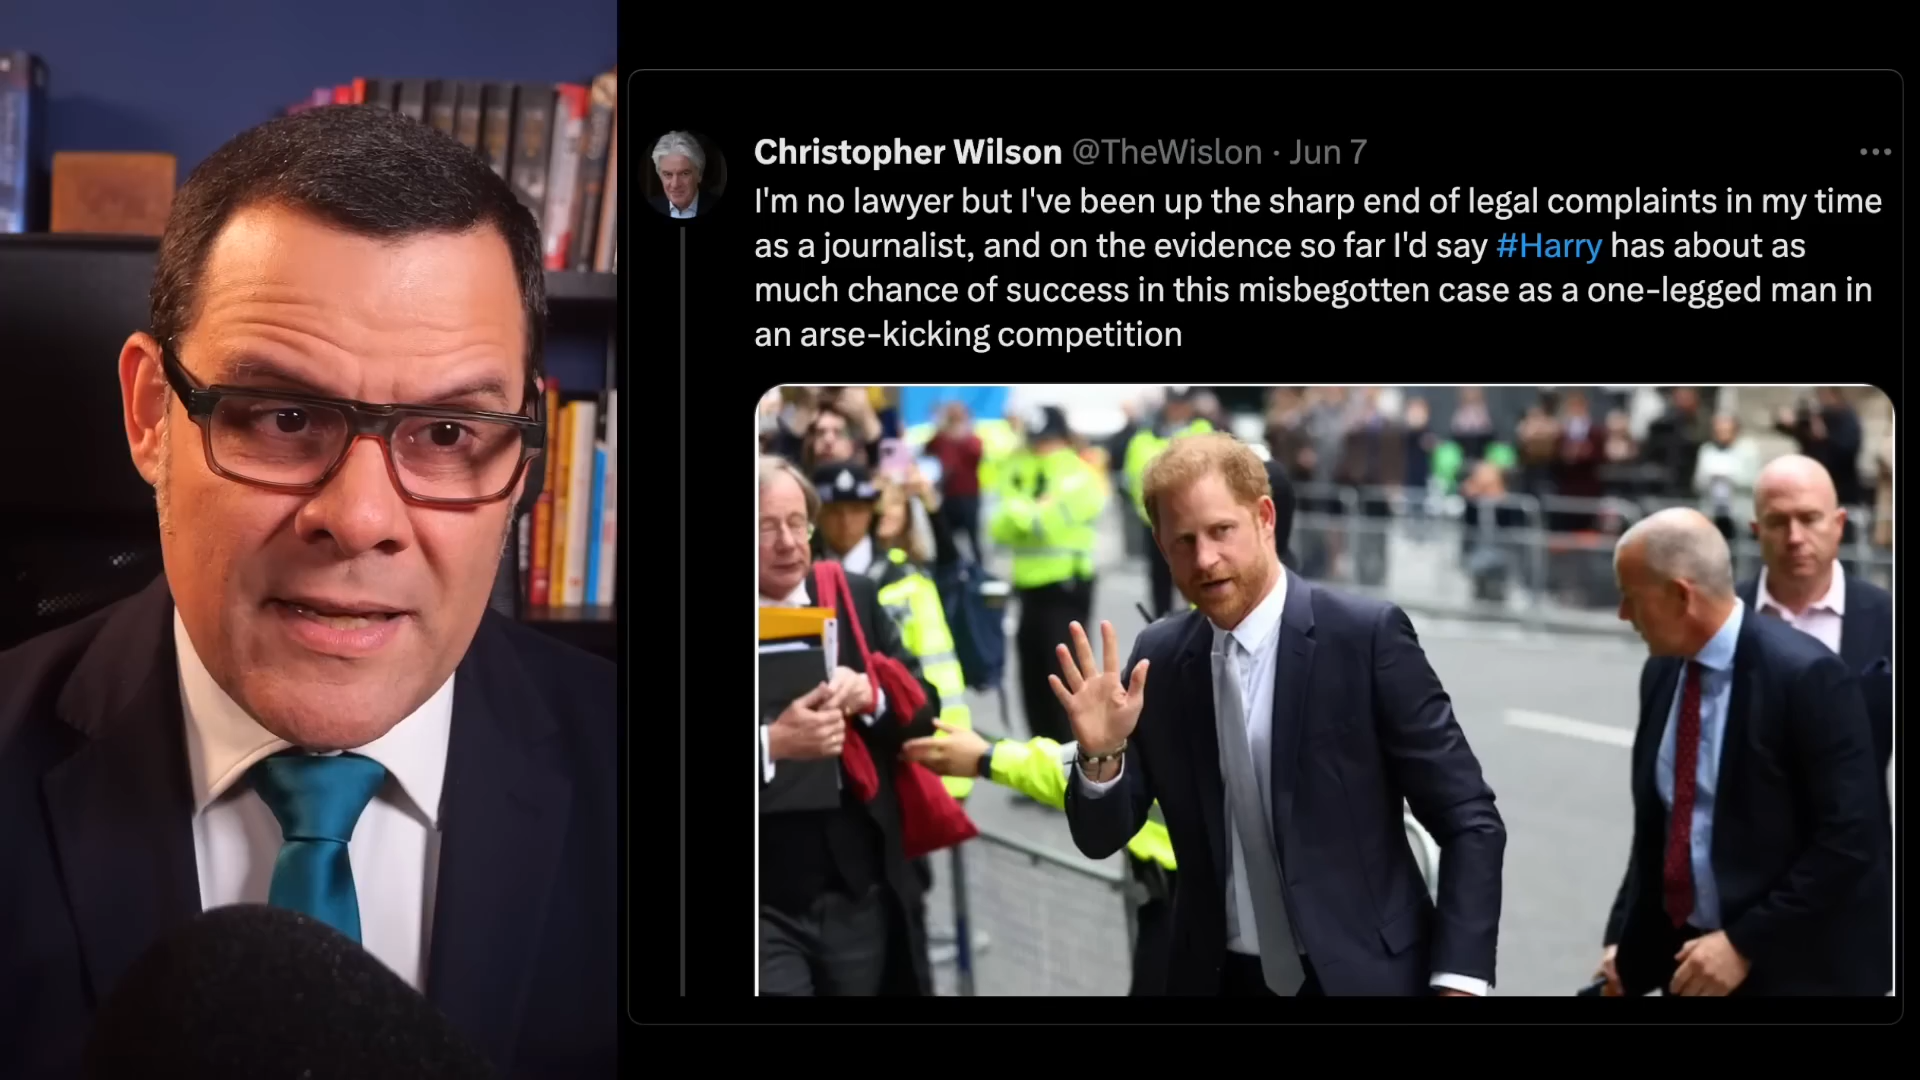 Christopher Wilson @TheWislon · Jun 7
I'm no lawyer but I've been up the sharp end of legal complaints in my time
as a journalist, and on the evidence so far I'd say #Harry has about as
much chance of success in this misbegotten case as a one-legged man in
an arse-kicking competition